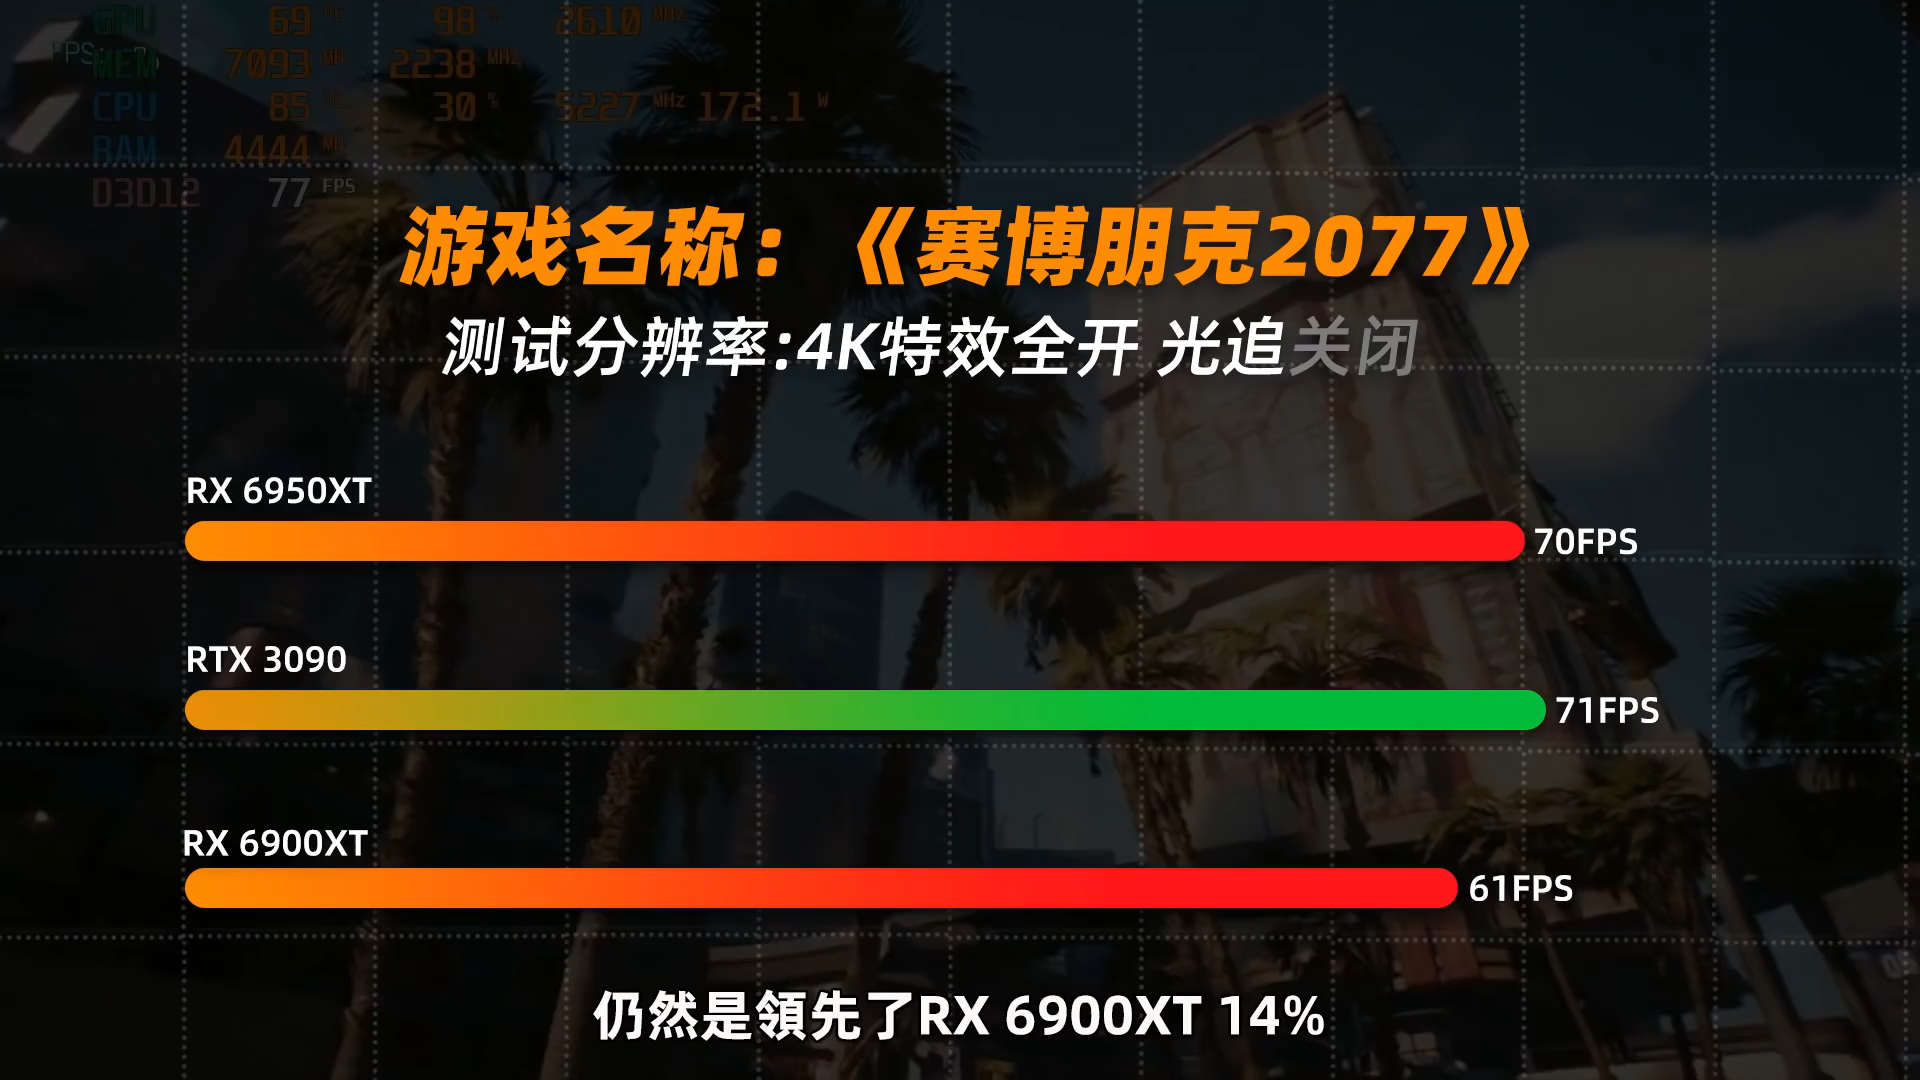 GPU 69 °C 98 % 2610 MHz
MEM 7093 MB 2238 MHz
CPU 85 °C 30 % 5227 MHz 172.1 W
RAM 4444 MB
D3D12 77 FPS
游戏名称：《赛博朋克2077》
测试分辨率:4K特效全开 光追关闭
RX 6950XT
70FPS
RTX 3090
71FPS
RX 6900XT
61FPS
仍然是領先了RX 6900XT 14%